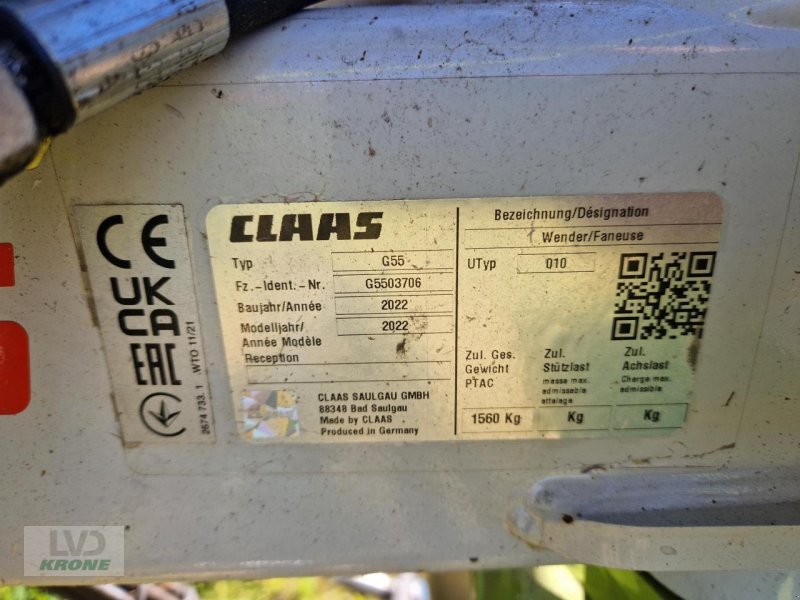 CE
UK
CA
EAC
2674 733. 1 WTO 11/21
CLAAS
Typ G55
Fz.-Ident.-Nr. G5503706
Baujahr/Année 2022
Modelljahr/ 2022
Année Modèle
Reception
CLAAS SAULGAU GMBH
88348 Bad Saulgau
Made by CLAAS
Produced in Germany
Bezeichnung/Désignation
Wender/Faneuse
UTyp 010
Zul. Ges.
Gewicht
PTAC
1560 Kg
Zul.
Stützlast
massa max.
admissable
attelage
Kg
Zul.
Achslast
Charge max.
admissable
Kg
LVD
KRONE